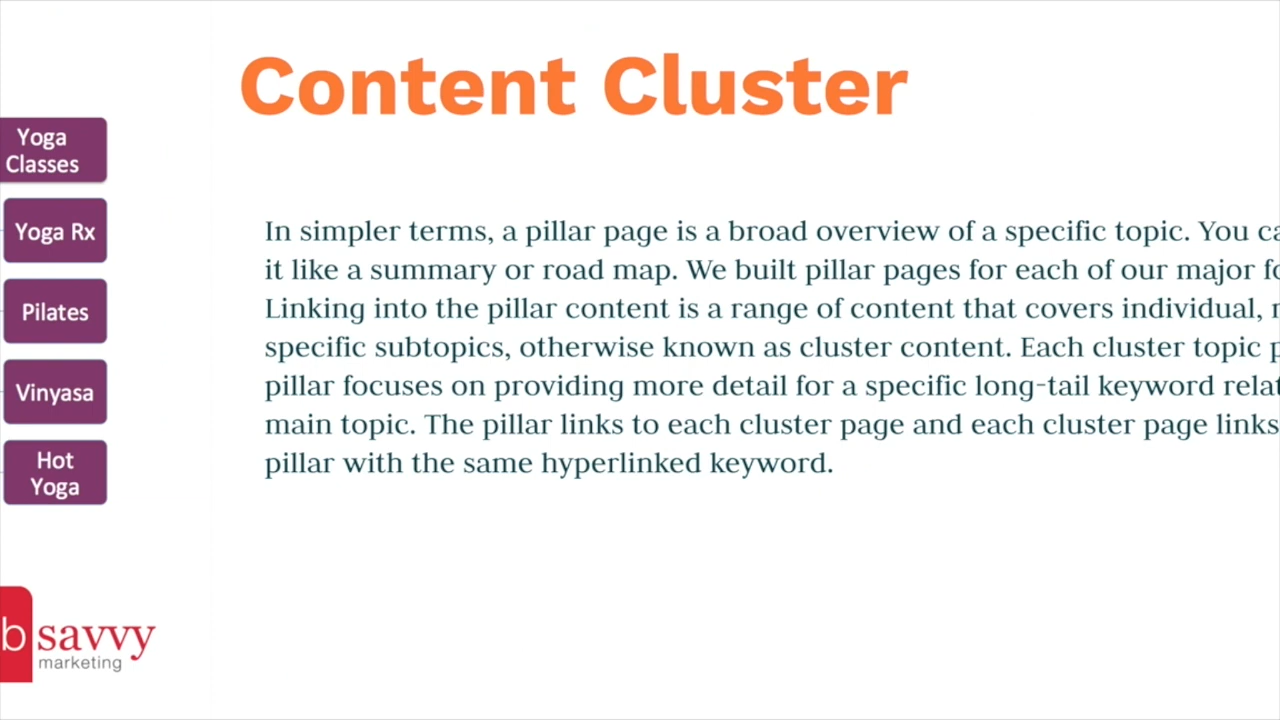 Content Cluster
Yoga
Classes
Yoga Rx
Pilates
Vinyasa
Hot
Yoga
In simpler terms, a pillar page is a broad overview of a specific topic. You
it like a summary or road map. We built pillar pages for each of our major
Linking into the pillar content is a range of content that covers individual,
specific subtopics, otherwise known as cluster content. Each cluster topic
pillar focuses on providing more detail for a specific long-tail keyword
main topic. The pillar links to each cluster page and each cluster page links
pillar with the same hyperlinked keyword.
b savvy
marketing